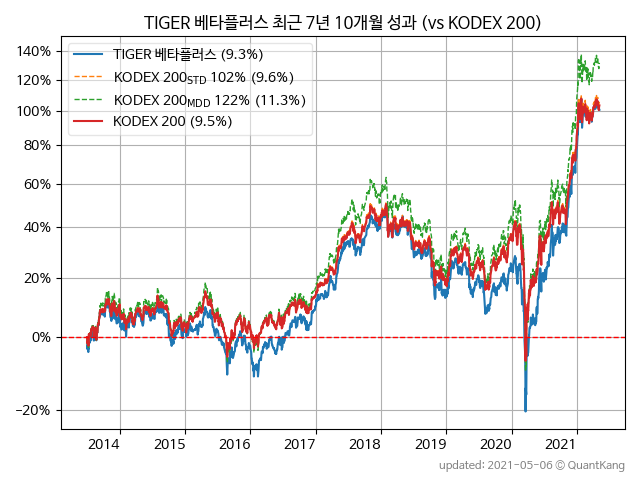 TIGER 베타플러스 최근 7년 10개월 성과 (vs KODEX 200)
TIGER 베타플러스 (9.3%)
KODEX 200STD 102% (9.6%)
KODEX 200MDD 122% (11.3%)
KODEX 200 (9.5%)
140%
120%
100%
80%
60%
40%
20%
0%
−20%
2014 2015 2016 2017 2018 2019 2020 2021
updated: 2021-05-06 © QuantKang